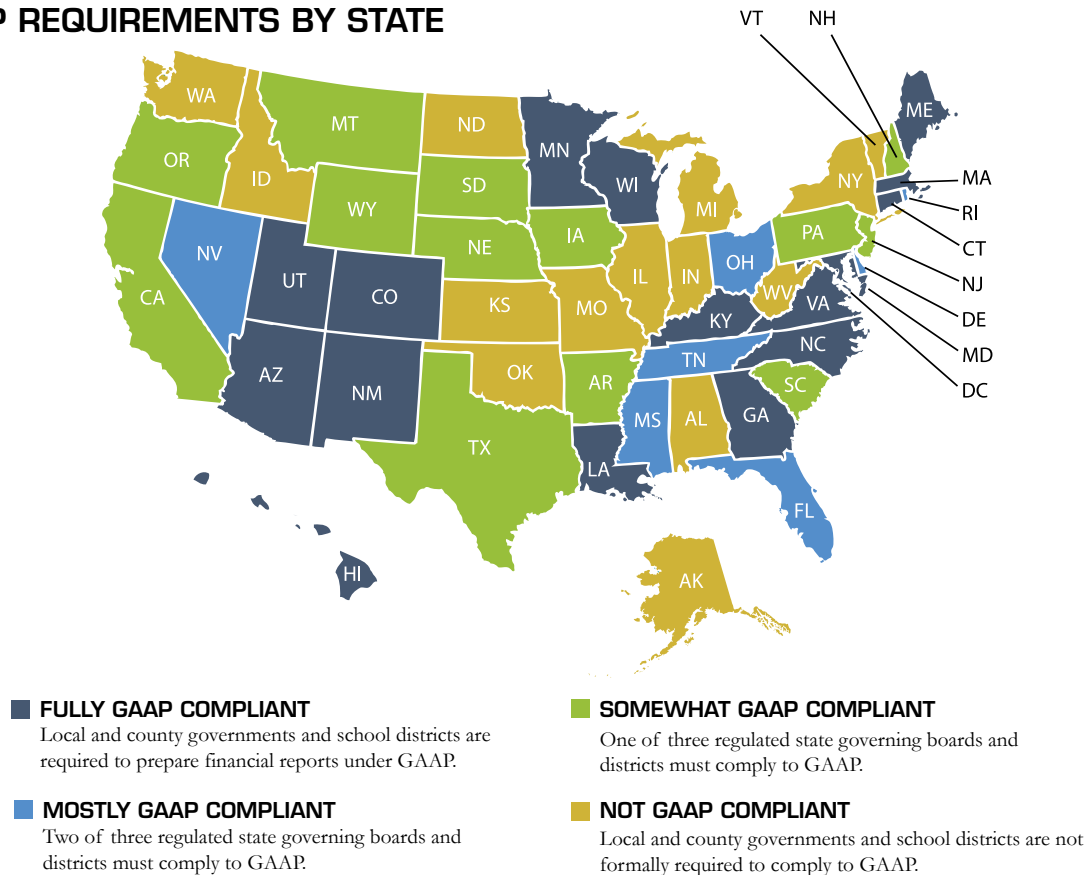 P REQUIREMENTS BY STATE
VT
NH
WA
MT
ND
MN
ME
OR
ID
WY
SD
WI
MI
NY
MA
RI
CT
NJ
DE
MD
DC
NV
CA
UT
CO
NE
IA
KS
MO
IL
IN
OH
PA
WV
VA
KY
NC
TN
SC
AZ
NM
OK
AR
TX
LA
MS
AL
GA
FL
HI
AK
FULLY GAAP COMPLIANT
Local and county governments and school districts are
required to prepare financial reports under GAAP.
MOSTLY GAAP COMPLIANT
Two of three regulated state governing boards and
districts must comply to GAAP.
SOMEWHAT GAAP COMPLIANT
One of three regulated state governing boards and
districts must comply to GAAP.
NOT GAAP COMPLIANT
Local and county governments and school districts are not
formally required to comply to GAAP.